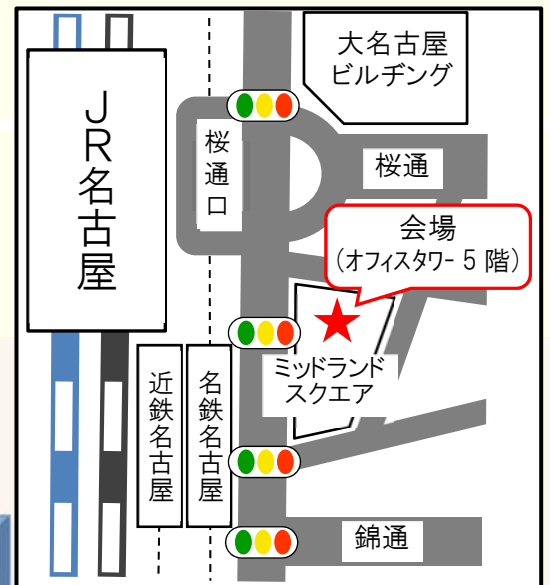 大名古屋
ビルヂング
JR名古屋
桜通口
桜通
会場
(オフィスタワー 5 階)
ミッドランド
スクエア
近鉄名古屋
名鉄名古屋
錦通